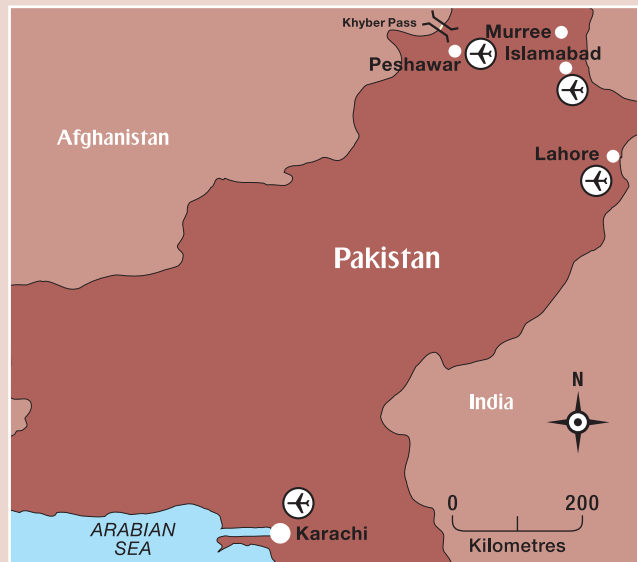 Khyber Pass
Murree
Peshawar
Islamabad
Afghanistan
Lahore
Pakistan
N
India
0 200
Kilometres
ARABIAN
SEA
Karachi